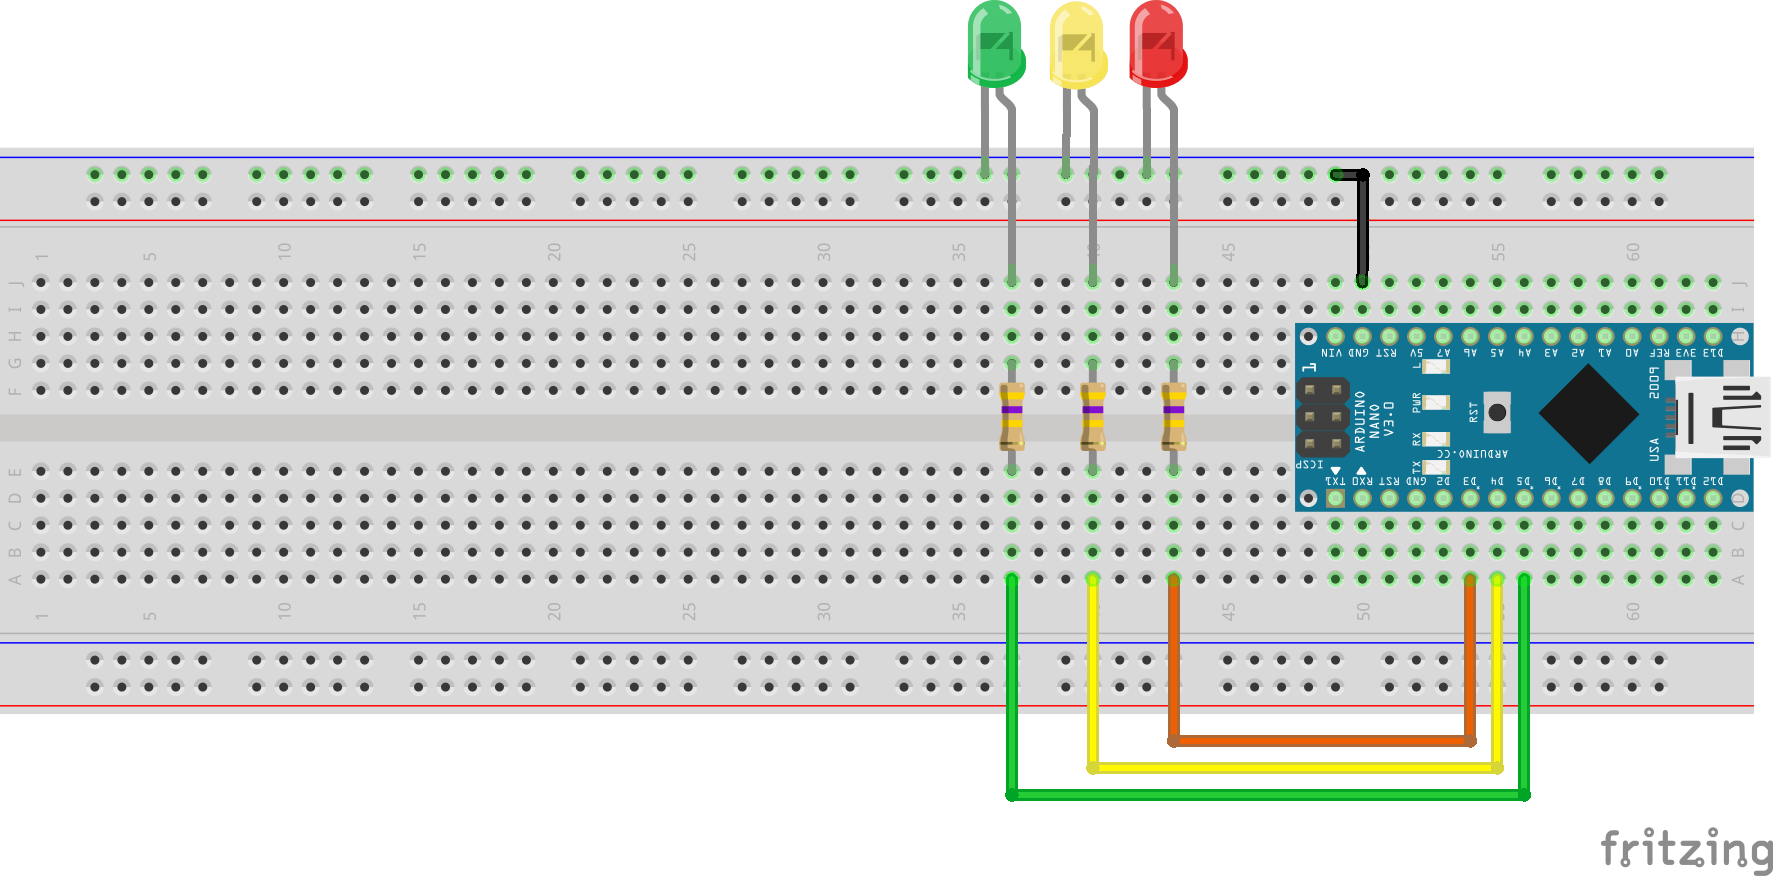 1 5 10 15 20 25 30 35 40 45 55 60
J J
I I
H H
G
F
VIN GND RST 5V A7 A6 A5 A4 A3 A2 A1 A0 REF 3V3 D13
1
L
PWR
RX
TX
RST
ARDUINO
NANO
V3.0
ICSP
ARDUINO.CC
2009
USA
TX1 RX0 RST GND D2 D3 D4 D5 D6 D7 D8 D9 D10 D11 D12
E
D D
C C
B B
A A
1 5 10 15 20 25 30 35 45 50 60
fritzing